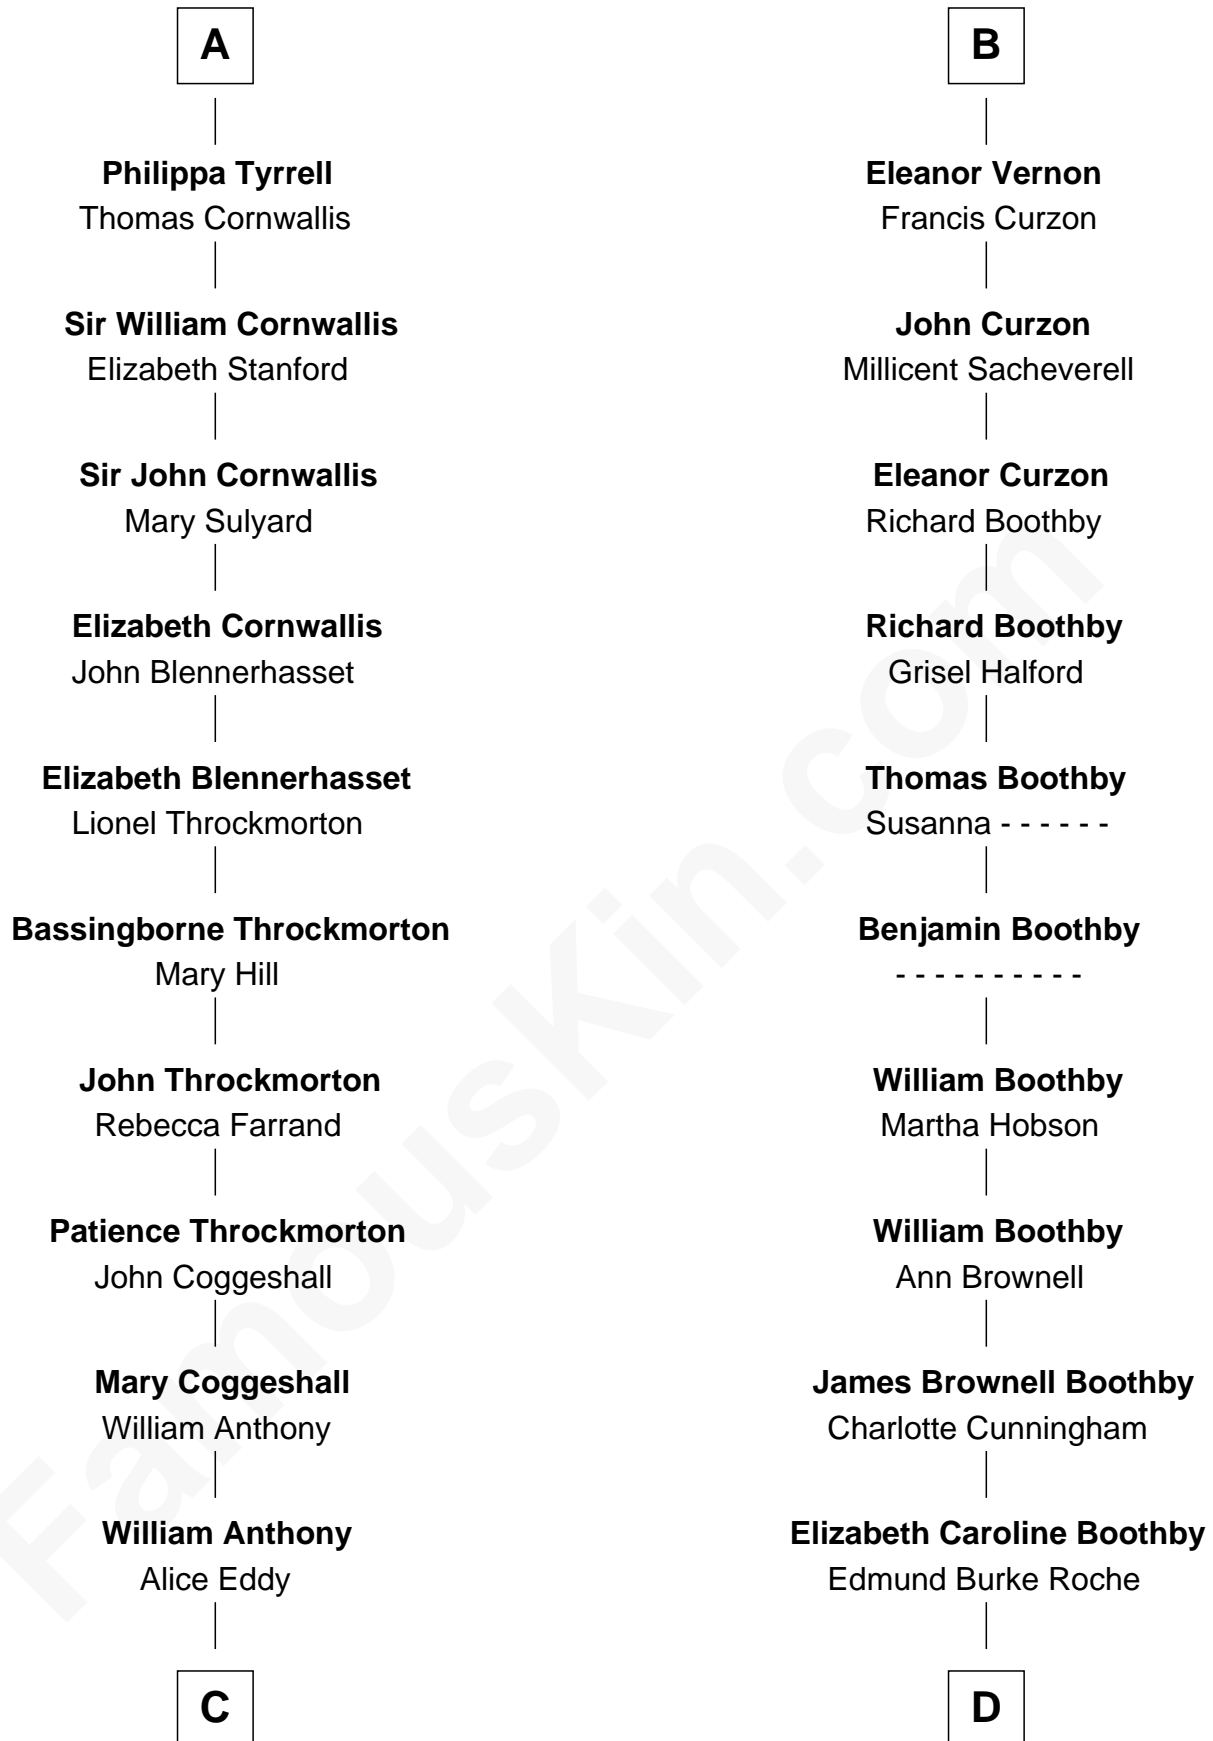 A
Philippa Tyrrell
Thomas Cornwallis
Sir William Cornwallis
Elizabeth Stanford
Sir John Cornwallis
Mary Sulyard
Elizabeth Cornwallis
John Blennerhasset
Elizabeth Blennerhasset
Lionel Throckmorton
Bassingborne Throckmorton
Mary Hill
John Throckmorton
Rebecca Farrand
Patience Throckmorton
John Coggeshall
Mary Coggeshall
William Anthony
William Anthony
Alice Eddy
C
B
Eleanor Vernon
Francis Curzon
John Curzon
Millicent Sacheverell
Eleanor Curzon
Richard Boothby
Richard Boothby
Grisel Halford
Thomas Boothby
Susanna - - - - - -
Benjamin Boothby
- - - - - - - - - -
William Boothby
Martha Hobson
William Boothby
Ann Brownell
James Brownell Boothby
Charlotte Cunningham
Elizabeth Caroline Boothby
Edmund Burke Roche
D
FamousKin.com